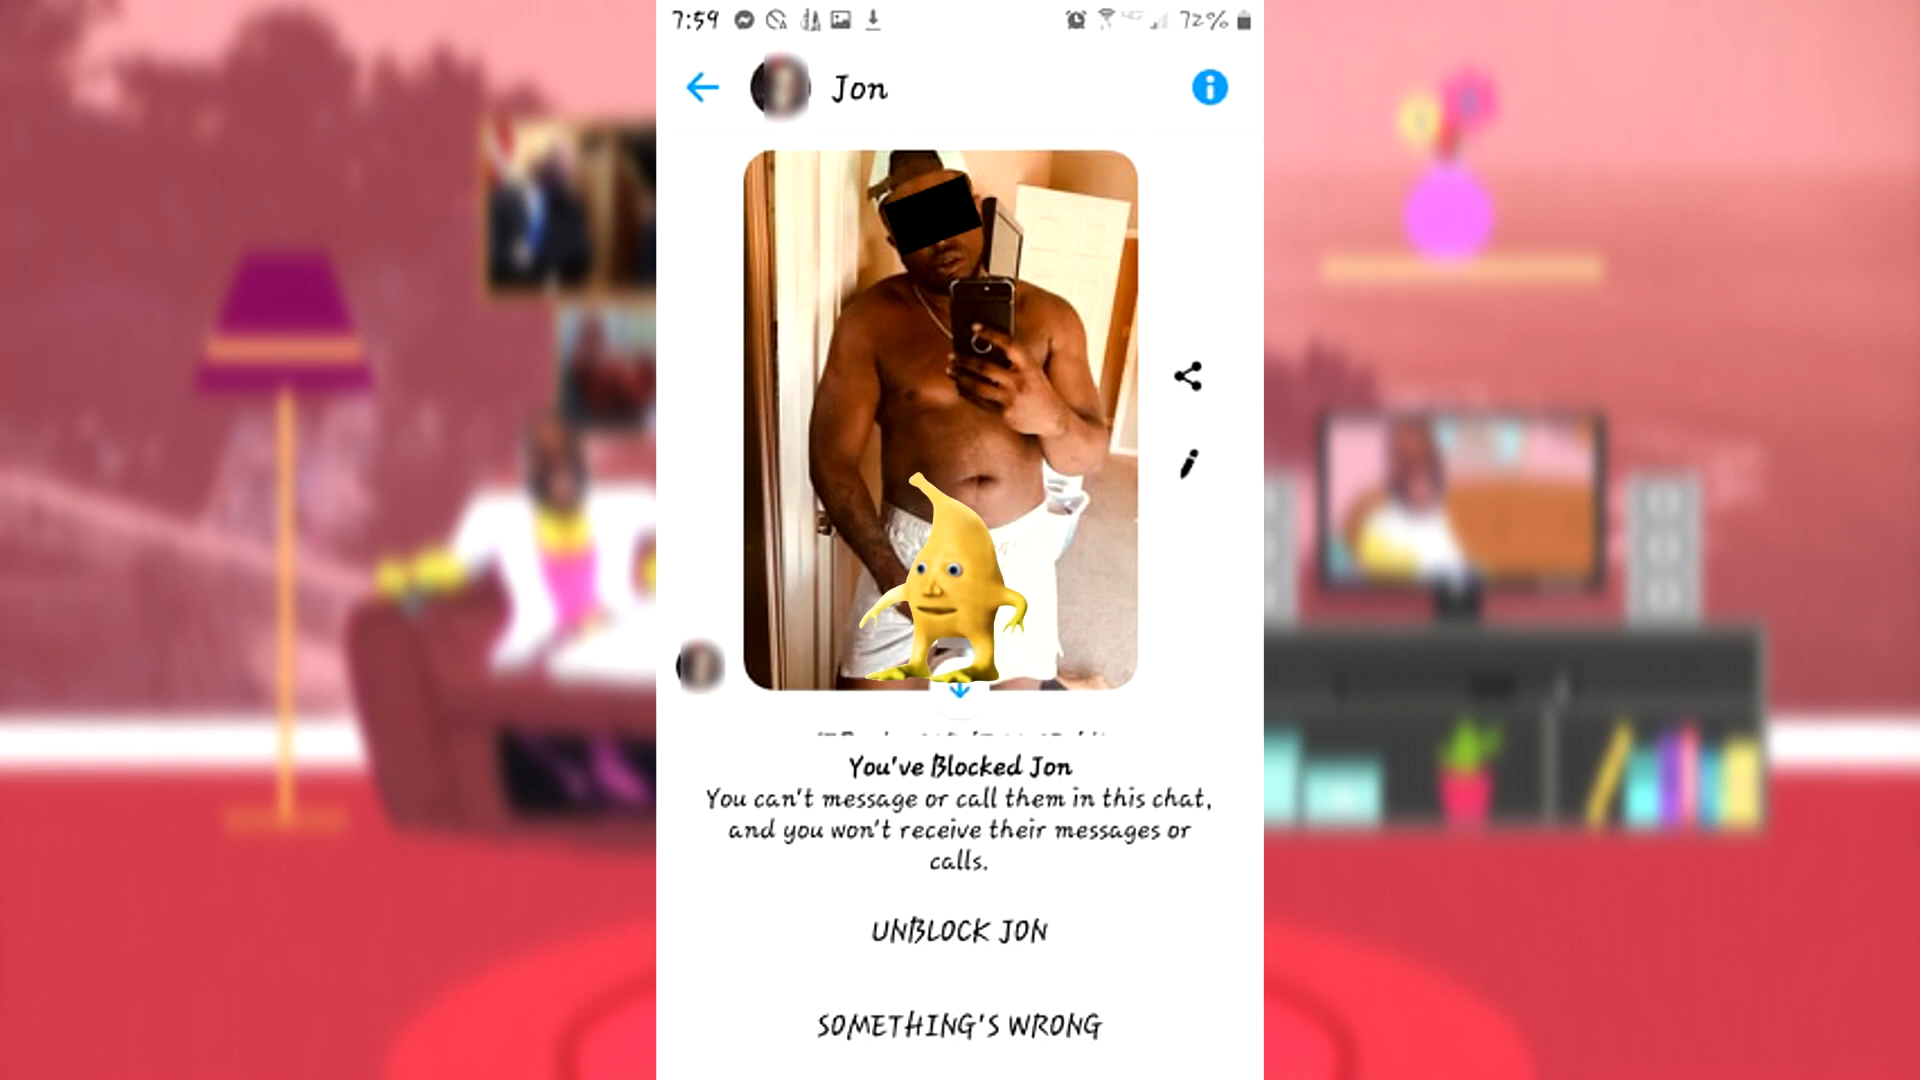 7:59
72%
Jon
You've Blocked Jon
You can't message or call them in this chat,
and you won't receive their messages or
calls.
UNBLOCK JON
SOMETHING'S WRONG